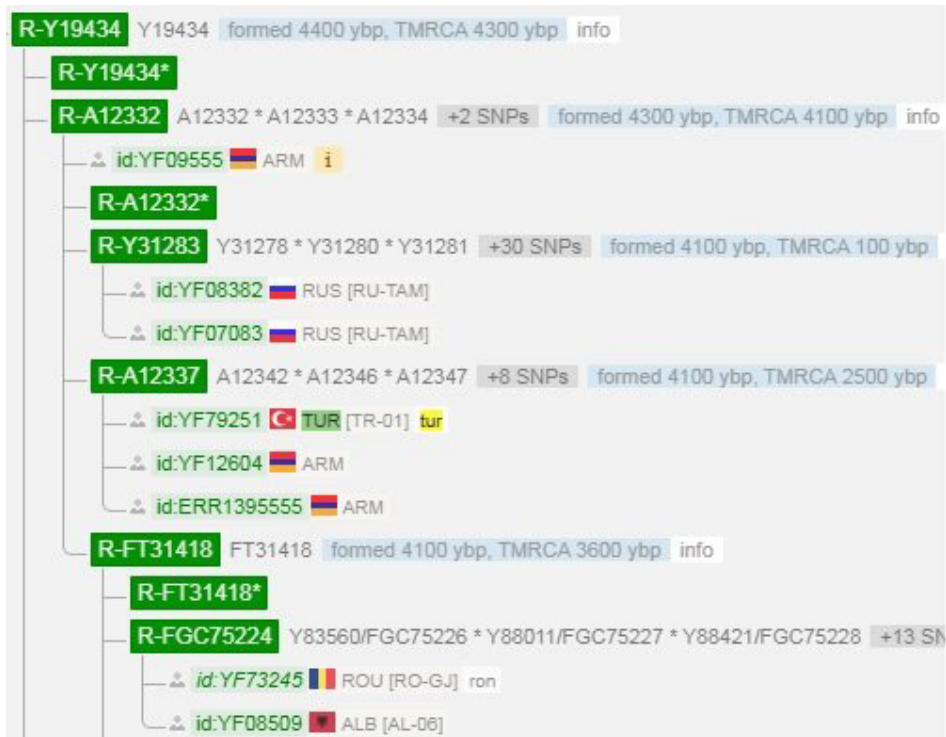 R-Y19434 Y19434 formed 4400 ybp, TMRCA 4300 ybp info
R-Y19434*
R-A12332 A12332 * A12333 * A12334 +2 SNPs formed 4300 ybp, TMRCA 4100 ybp info
id:YF09555 ARM i
R-A12332*
R-Y31283 Y31278 * Y31280 * Y31281 +30 SNPs formed 4100 ybp, TMRCA 100 ybp
id:YF08382 RUS [RU-TAM]
id:YF07083 RUS [RU-TAM]
R-A12337 A12342 * A12346 * A12347 +8 SNPs formed 4100 ybp, TMRCA 2500 ybp
id:YF79251 TUR [TR-01] tur
id:YF12604 ARM
id:ERR1395555 ARM
R-FT31418 FT31418 formed 4100 ybp, TMRCA 3600 ybp info
R-FT31418*
R-FGC75224 Y83560/FGC75226 * Y88011/FGC75227 * Y88421/FGC75228 +13 SN
id:YF73245 ROU [RO-GJ] ron
id:YF08509 ALB [AL-06]